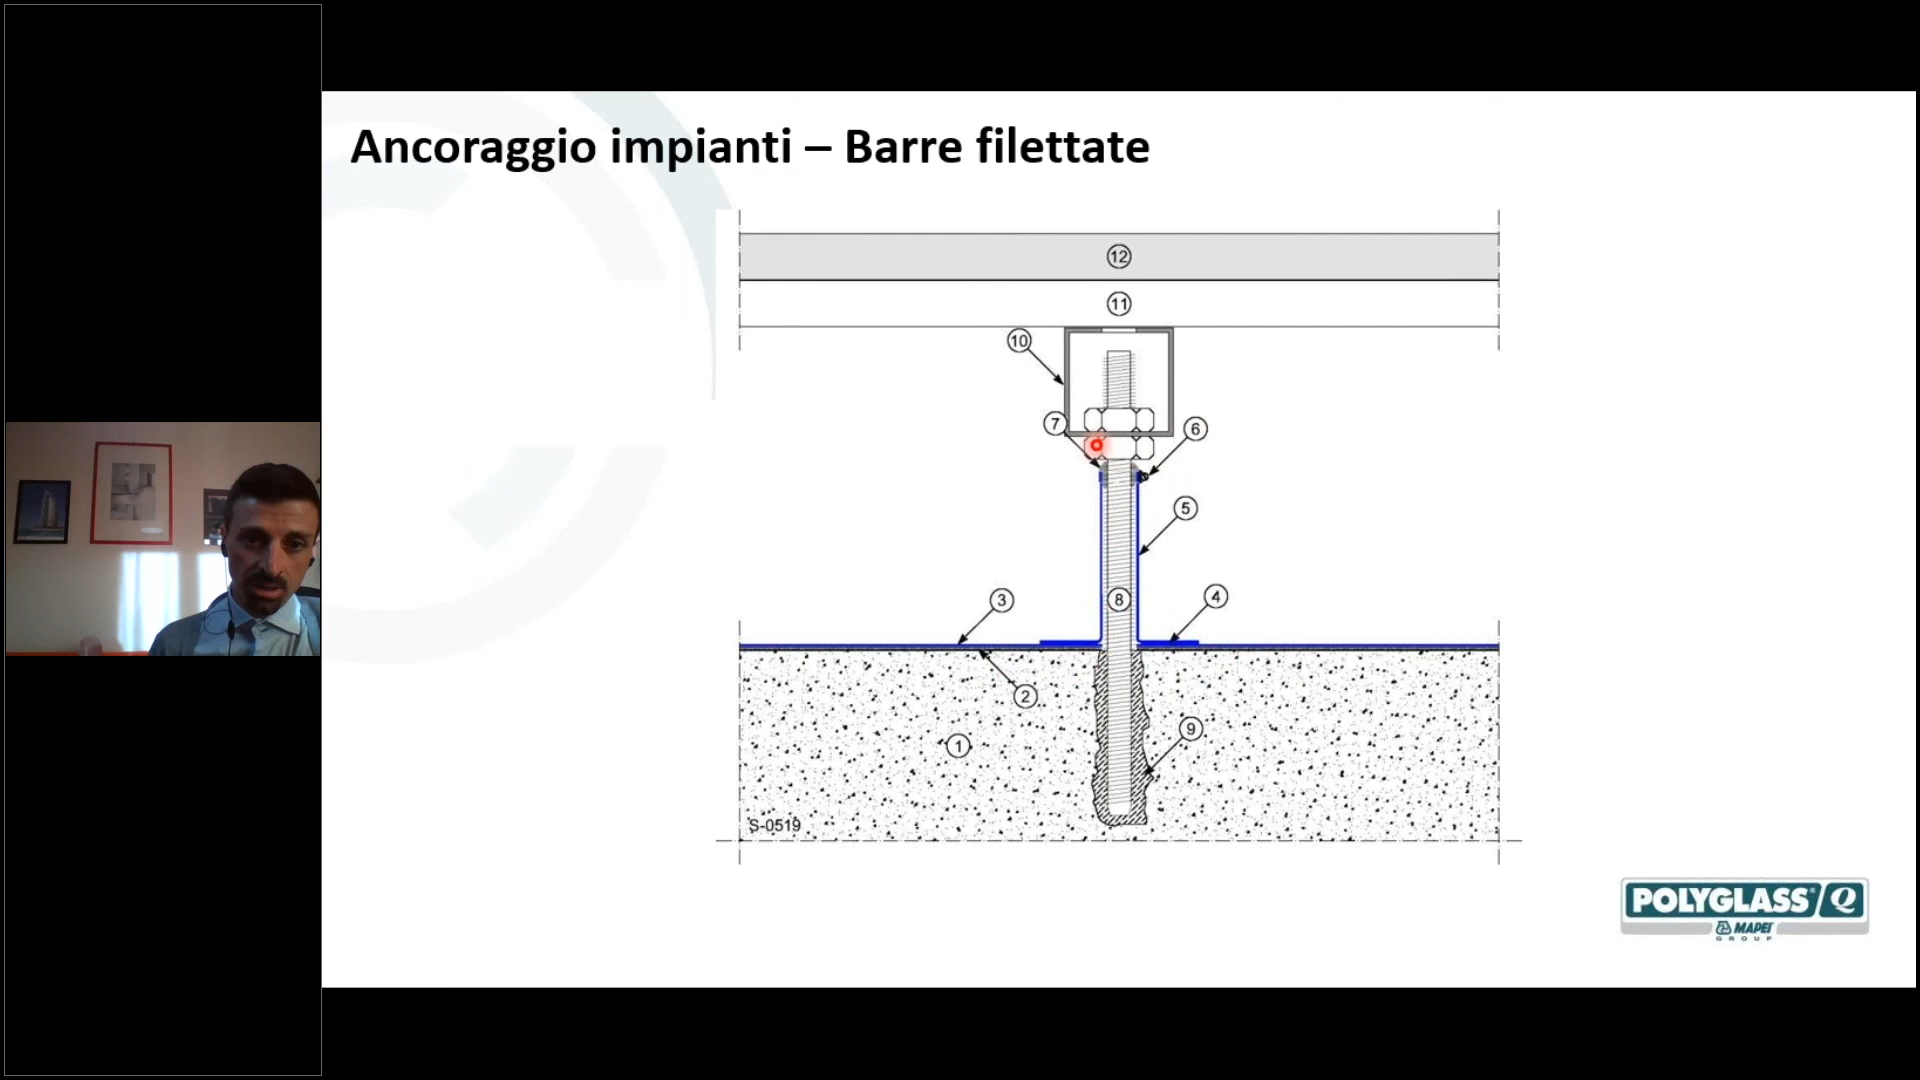 Ancoraggio impianti – Barre filettate
12
11
10
7
6
5
3
8
4
2
9
1
S-0519
POLYGLASS® Q
MAPEI
GROUP